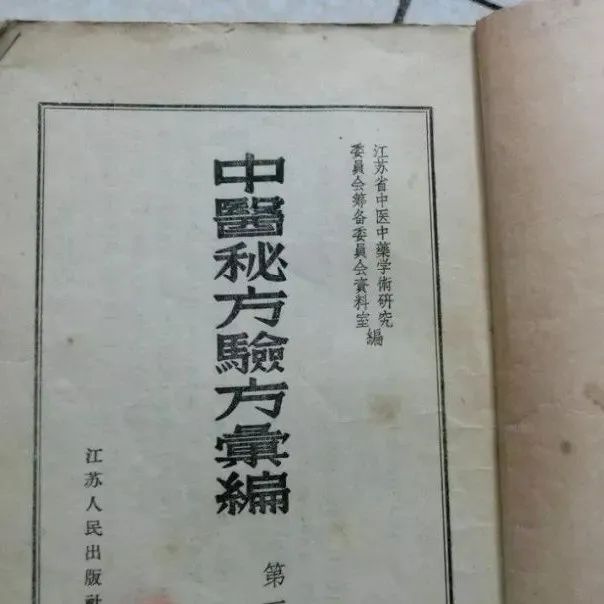 江苏省中医中藥学術研究
委員会筹备委員会資料室編
中醫秘方驗方彙編
第
江苏人民出版社